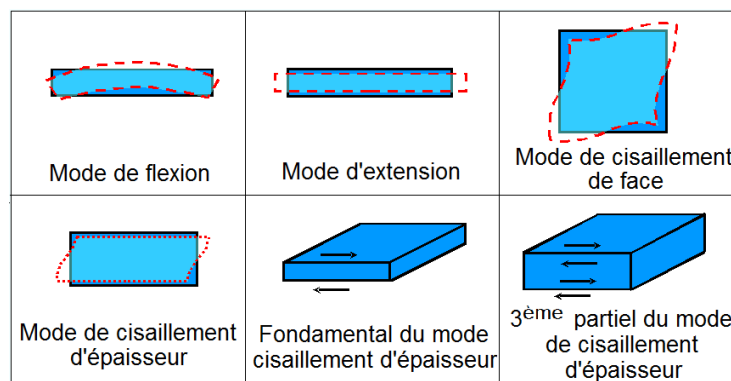 Mode de flexion
Mode d'extension
Mode de cisaillement
de face
Mode de cisaillement
d'épaisseur
Fondamental du mode
cisaillement d'épaisseur
3ème partiel du mode
de cisaillement
d'épaisseur